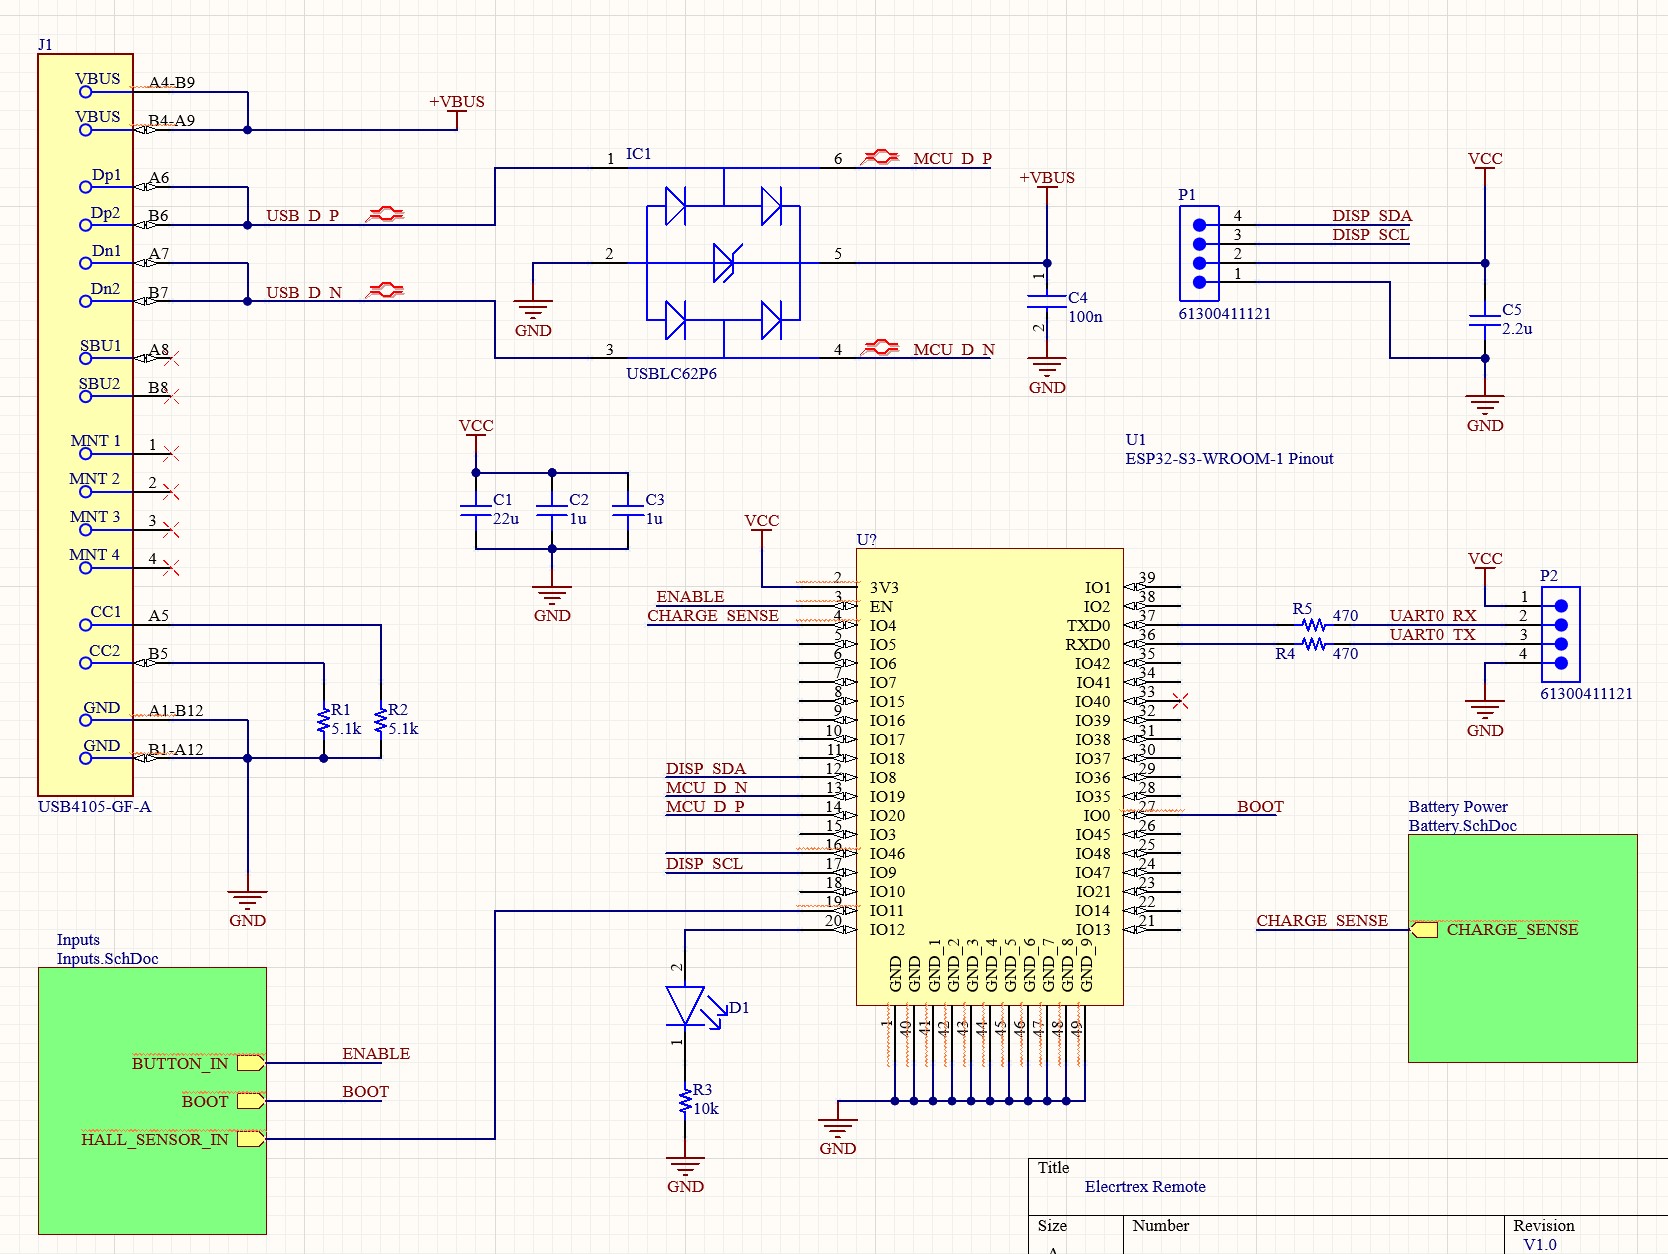 J1
VBUS
A4-B9
VBUS
B4-A9
Dp1
A6
Dp2
B6
Dn1
A7
Dn2
B7
SBU1
A8
SBU2
B8
MNT 1
1
MNT 2
2
MNT 3
3
MNT 4
4
CC1
A5
CC2
B5
GND
A1-B12
GND
B1-A12
USB4105-GF-A
+VBUS
USB_D_P
USB_D_N
R1
5.1k
R2
5.1k
GND
1
IC1
6
MCU_D_P
2
5
GND
3
4
MCU_D_N
USBLC62P6
+VBUS
1
C4
100n
2
GND
P1
4
DISP_SDA
3
DISP_SCL
2
1
61300411121
VCC
C5
2.2u
GND
VCC
C1
22u
C2
1u
C3
1u
GND
U1
ESP32-S3-WROOM-1 Pinout
VCC
U?
2
3V3
ENABLE
3
EN
CHARGE_SENSE
4
IO4
5
IO5
6
IO6
7
IO7
8
IO15
9
IO16
10
IO17
11
IO18
DISP_SDA
12
IO8
MCU_D_N
13
IO19
MCU_D_P
14
IO20
15
IO3
16
IO46
DISP_SCL
17
IO9
18
IO10
19
IO11
20
IO12
IO1
39
IO2
38
TXD0
37
RXD0
36
IO42
35
IO41
34
IO40
33
IO39
32
IO38
31
IO37
30
IO36
29
IO35
28
IO0
27
BOOT
IO45
26
IO48
25
IO47
24
IO21
23
IO14
22
IO13
21
GND
GND
GND_1
GND_2
GND_3
GND_4
GND_5
GND_6
GND_7
GND_8
GND_9
1
40
41
42
43
44
45
46
47
48
49
GND
R5
470
UART0_RX
R4
470
UART0_TX
VCC
P2
1
2
3
4
61300411121
GND
Battery Power
Battery.SchDoc
CHARGE_SENSE
CHARGE_SENSE
Inputs
Inputs.SchDoc
BUTTON_IN
ENABLE
BOOT
BOOT
HALL_SENSOR_IN
2
D1
1
R3
10k
GND
Title
Elecrtrex Remote
Size
Number
Revision
A
V1.0